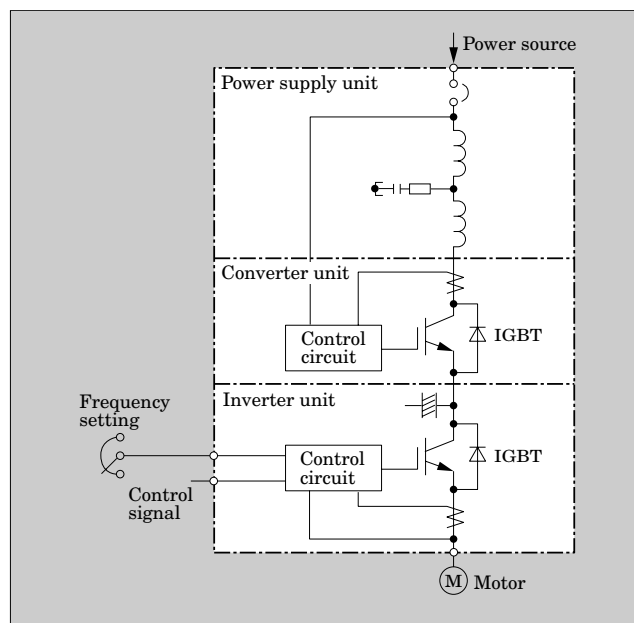 Power source
Power supply unit
Converter unit
Control
circuit
IGBT
Inverter unit
Frequency
setting
Control
circuit
IGBT
Control
signal
M
Motor